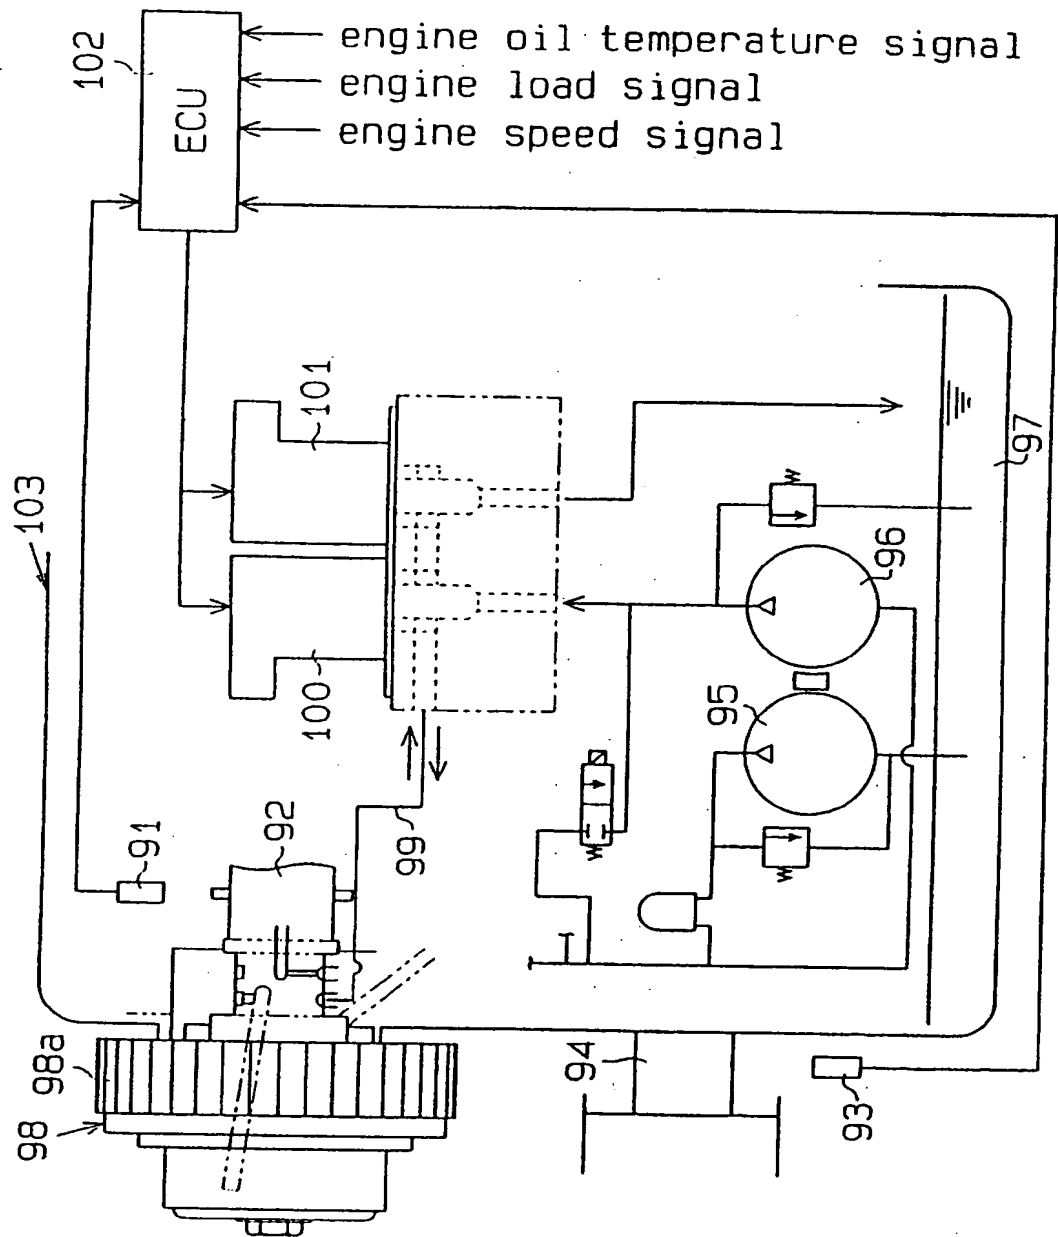 engine oil temperature signal
engine load signal
engine speed signal
102
ECU
103
101
100
91
92
99
98a
98
95
96
97
94
93